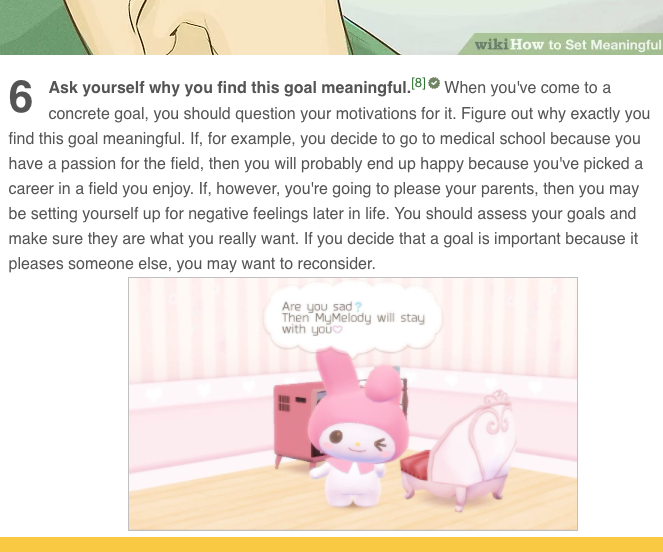 wikiHow to Set Meaningful
6 Ask yourself why you find this goal meaningful.[8] When you've come to a
concrete goal, you should question your motivations for it. Figure out why exactly you
find this goal meaningful. If, for example, you decide to go to medical school because you
have a passion for the field, then you will probably end up happy because you've picked a
career in a field you enjoy. If, however, you're going to please your parents, then you may
be setting yourself up for negative feelings later in life. You should assess your goals and
make sure they are what you really want. If you decide that a goal is important because it
pleases someone else, you may want to reconsider.
Are you sad?
Then MyMelody will stay
with you♡